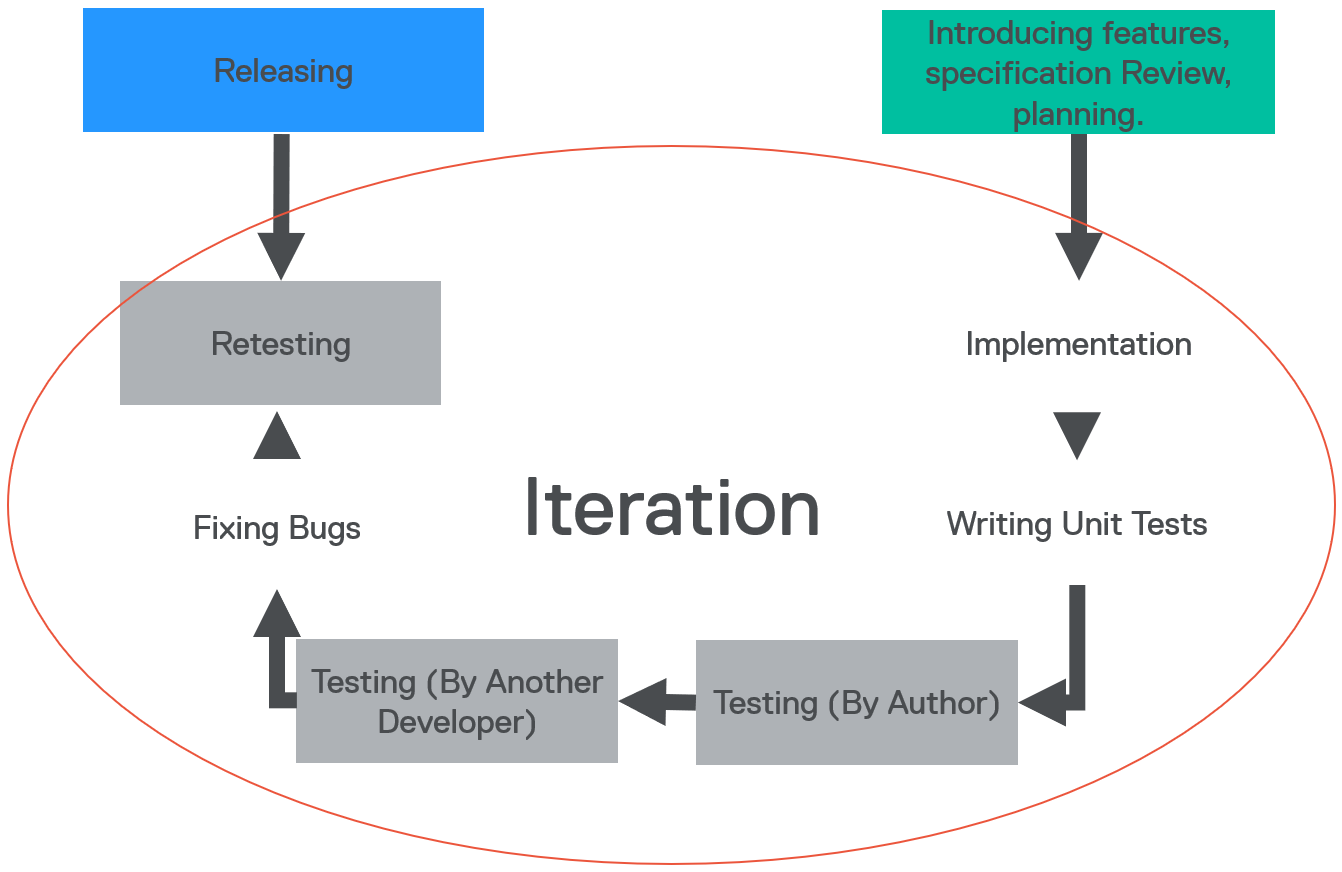 Releasing
Introducing features,
specification Review,
planning.
Retesting
Implementation
Iteration
Fixing Bugs
Writing Unit Tests
Testing (By Another
Developer)
Testing (By Author)